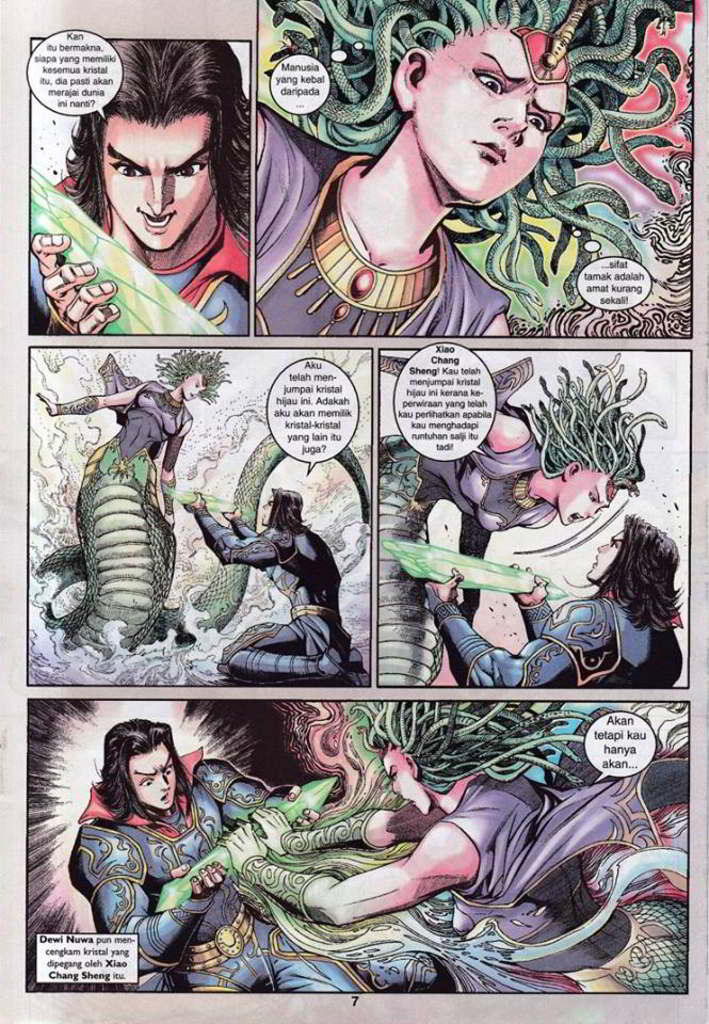 Kan
itu bermakna,
siapa yang memiliki
kesemua kristal
itu, dia pasti akan
merajai dunia
ini nanti?
Manusia
yang kebal
daripada
...
...sifat
tamak adalah
amat kurang
sekali!
Aku
telah men-
jumpai kristal
hijau ini. Adakah
aku akan memilik
kristal-kristal
yang lain itu
juga?
Xiao
Chang
Sheng! Kau telah
menjumpai kristal
hijau ini kerana ke-
perwiraan yang telah
kau perlihatkan apabila
kau menghadapi
runtuhan salji itu
tadi!
Akan
tetapi kau
hanya
akan...
Dewi Nuwa pun men-
cengkam kristal yang
dipegang oleh Xiao
Chang Sheng itu.
7